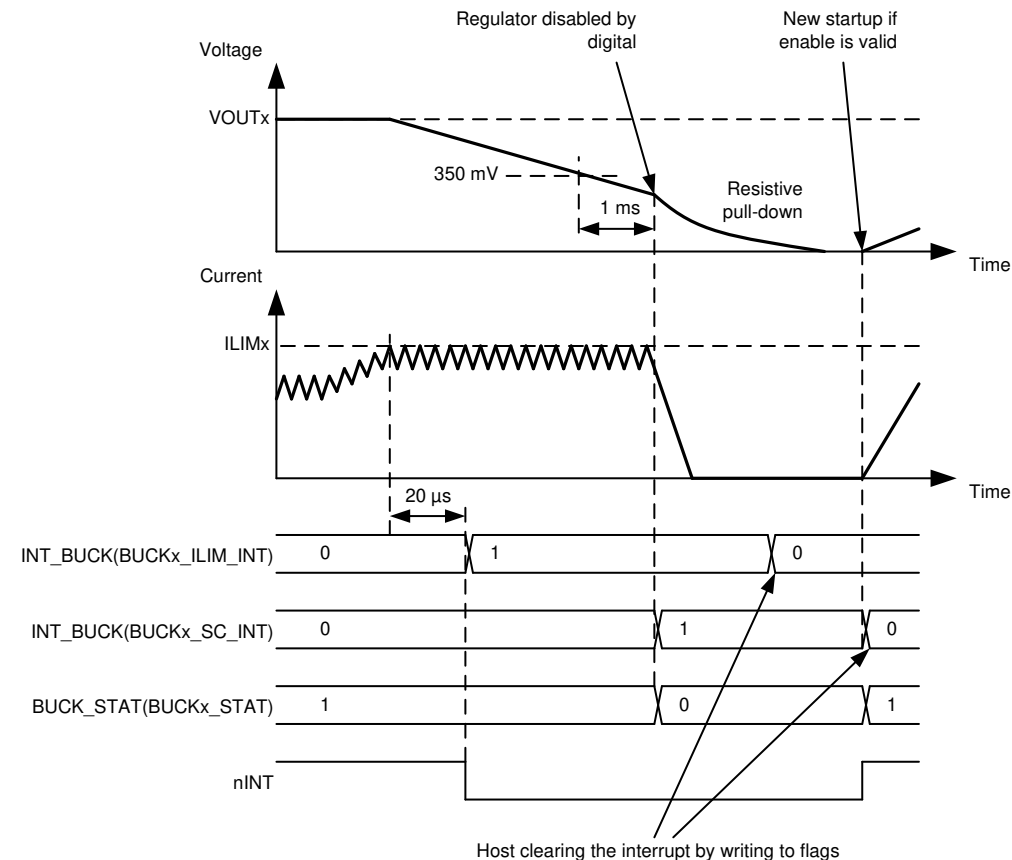 Regulator disabled by
digital
New startup if
enable is valid
Voltage
VOUTx
350 mV
1 ms
Resistive
pull-down
Time
Current
ILIMx
Time
20 µs
INT_BUCK(BUCKx_ILIM_INT)
0
1
0
INT_BUCK(BUCKx_SC_INT)
0
1
0
BUCK_STAT(BUCKx_STAT)
1
0
1
nINT
Host clearing the interrupt by writing to flags